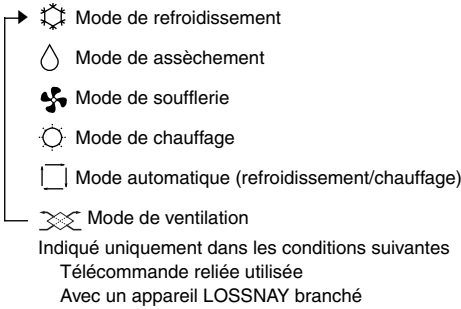 Mode de refroidissement
Mode de assèchement
Mode de soufflerie
Mode de chauffage
Mode automatique (refroidissement/chauffage)
Mode de ventilation
Indiqué uniquement dans les conditions suivantes
Télécommande reliée utilisée
Avec un appareil LOSSNAY branché